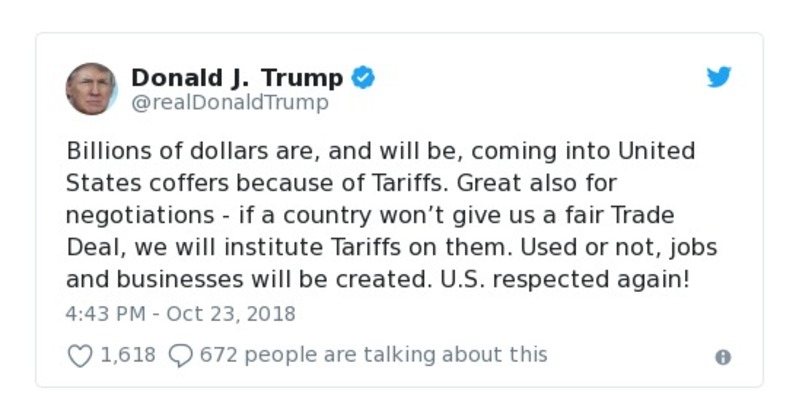 Donald J. Trump
@realDonaldTrump
Billions of dollars are, and will be, coming into United
States coffers because of Tariffs. Great also for
negotiations - if a country won’t give us a fair Trade
Deal, we will institute Tariffs on them. Used or not, jobs
and businesses will be created. U.S. respected again!
4:43 PM - Oct 23, 2018
1,618 672 people are talking about this